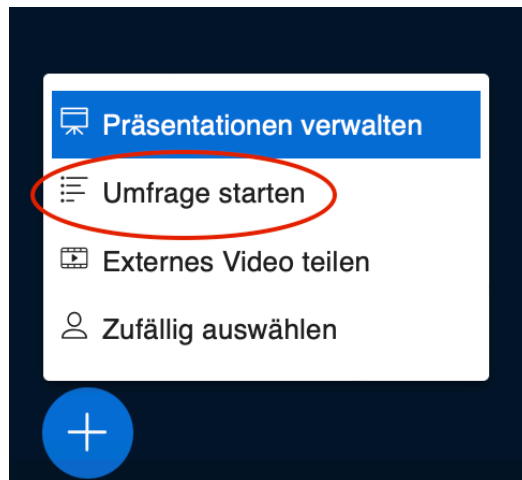 Präsentationen verwalten
Umfrage starten
Externes Video teilen
Zufällig auswählen